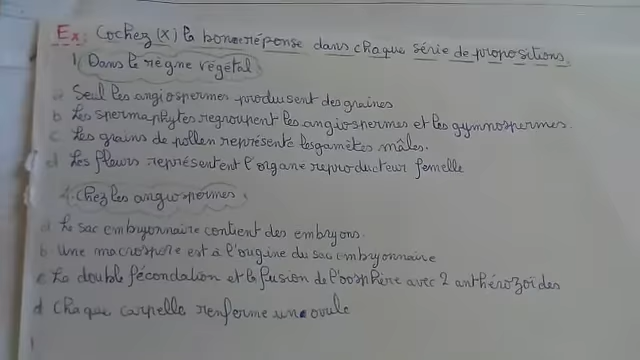 Ex: Cochez (x) la bonne réponse dans chaque série de propositions.
1) Dans le règne végétal:
a Seul les angiospermes produisent des graines
b Les spermaphytes regroupent les angiospermes et les gymnospermes.
c Les grains de pollen représente les gamètes mâles.
d Les fleurs représentent l'organe reproducteur femelle
2. Chez les angiospermes:
a Le sac embryonnaire contient des embryons.
b. Une macrospore est à l'origine du sac embryonnaire
c La double fécondation et la fusion de l'oosphère avec 2 anthérozoïdes
d Chaque carpelle renferme un ovule